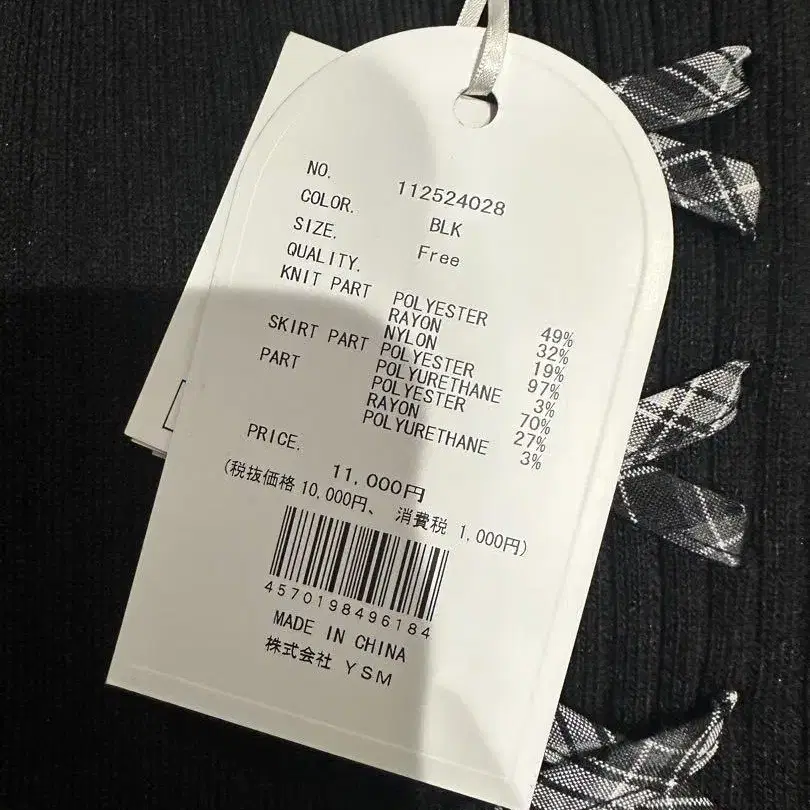 NO. 112524028
COLOR. BLK
SIZE. Free
QUALITY.
KNIT PART POLYESTER 49%
RAYON 32%
NYLON 19%
SKIRT PART POLYESTER 97%
POLYURETHANE 3%
PART POLYESTER 70%
RAYON 27%
POLYURETHANE 3%
PRICE. 11,000円
(税抜価格 10,000円、 消費税 1,000円)
4570198496184
MADE IN CHINA
株式会社 YSM